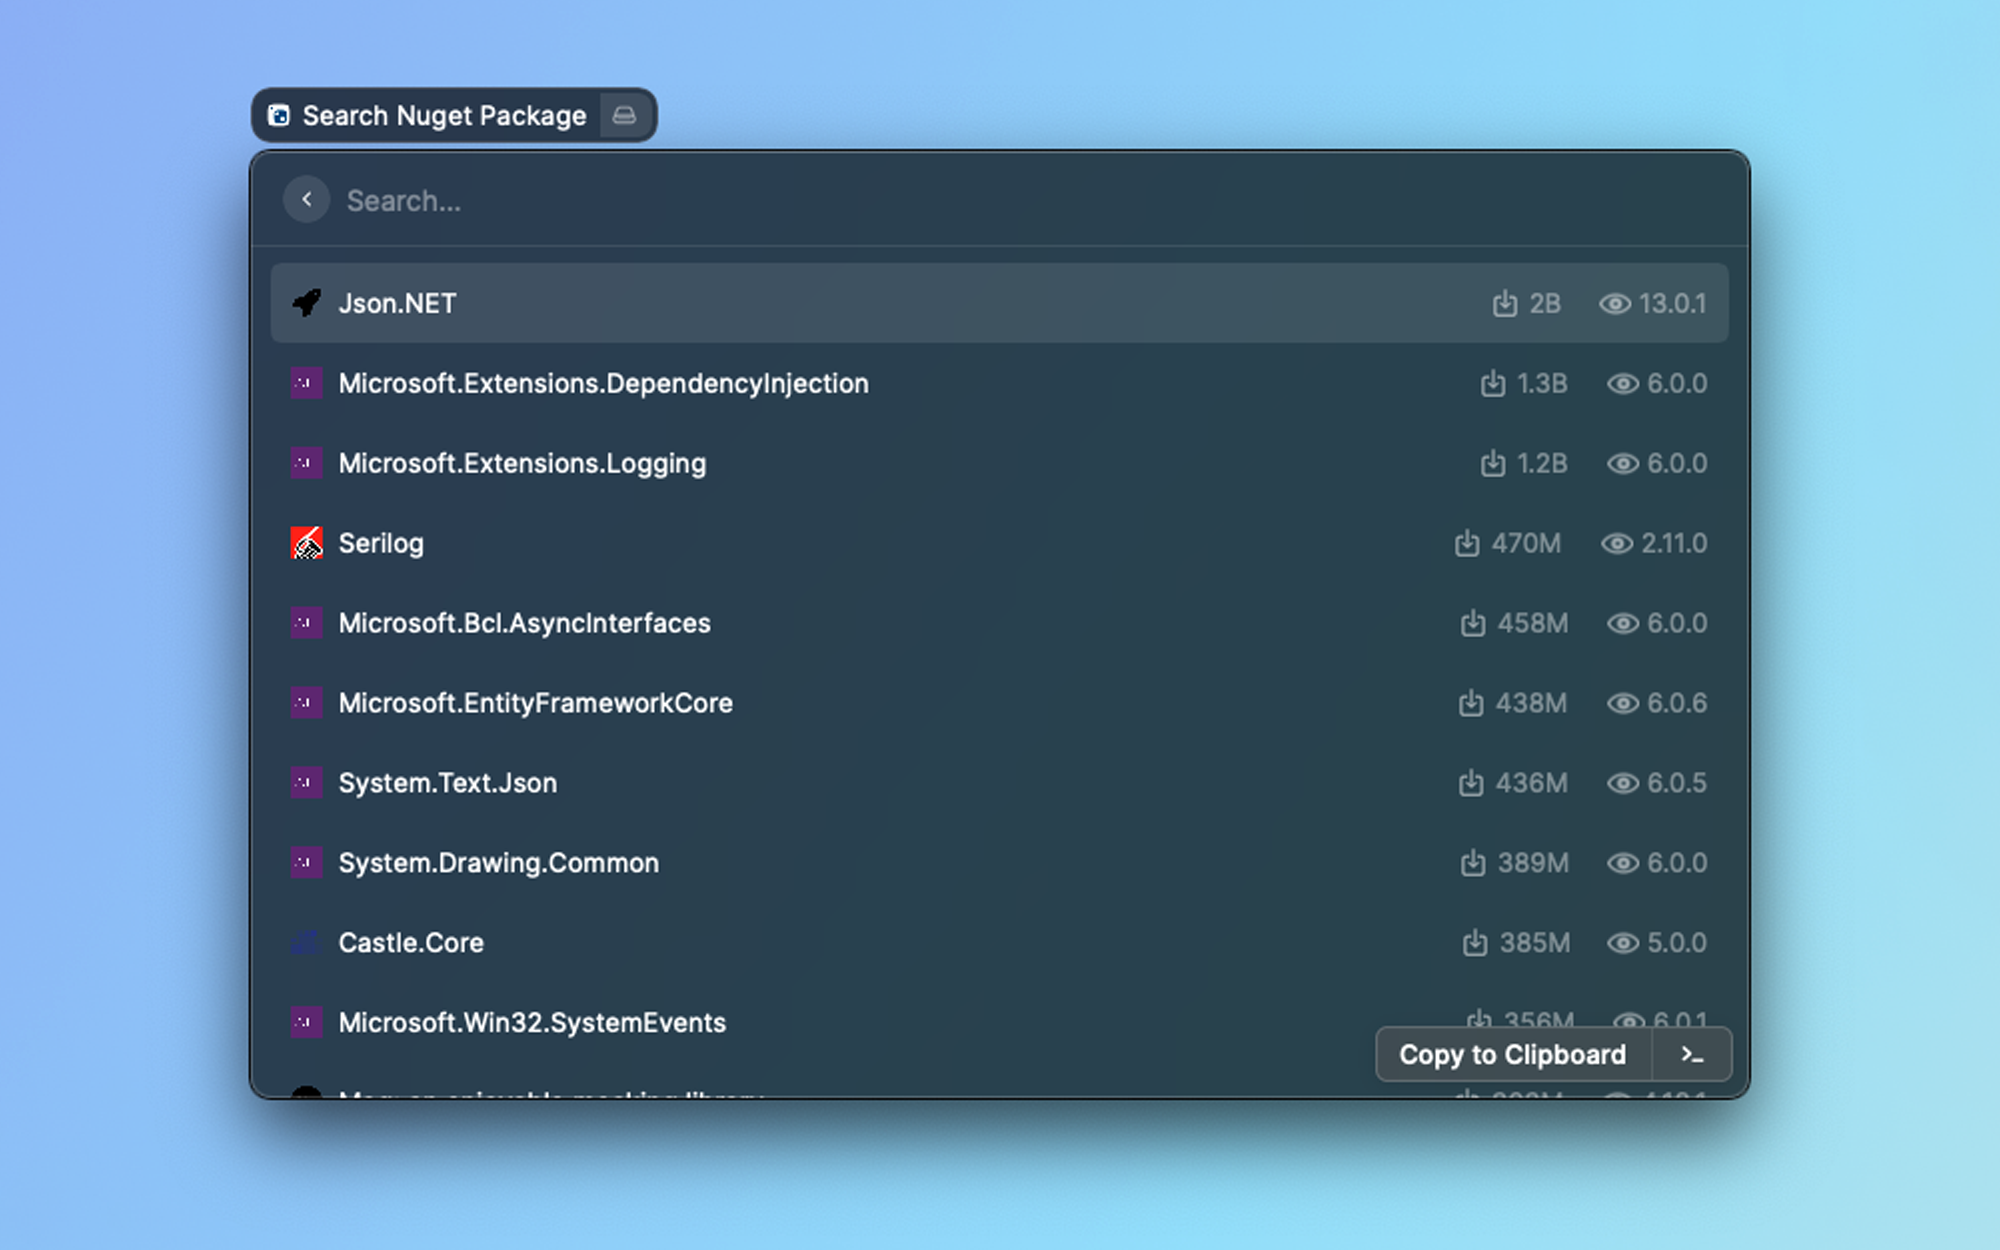 Search Nuget Package
Search...
Json.NET 2B 13.0.1
Microsoft.Extensions.DependencyInjection 1.3B 6.0.0
Microsoft.Extensions.Logging 1.2B 6.0.0
Serilog 470M 2.11.0
Microsoft.Bcl.AsyncInterfaces 458M 6.0.0
Microsoft.EntityFrameworkCore 438M 6.0.6
System.Text.Json 436M 6.0.5
System.Drawing.Common 389M 6.0.0
Castle.Core 385M 5.0.0
Microsoft.Win32.SystemEvents 356M 6.0.1
Copy to Clipboard >_